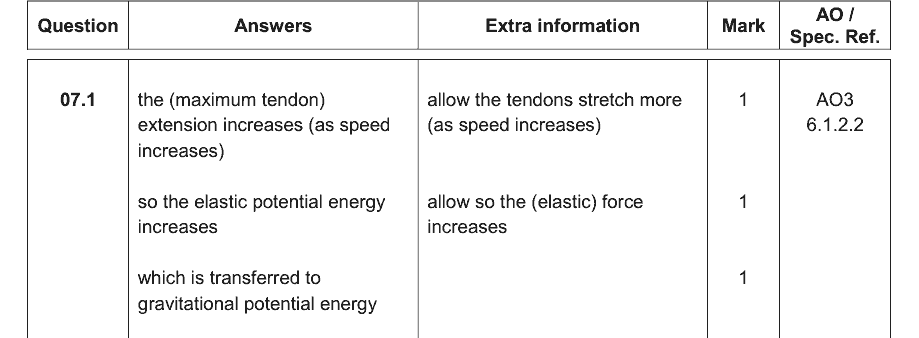 Question Answers Extra information Mark AO /
Spec. Ref.
07.1 the (maximum tendon) allow the tendons stretch more 1 AO3
extension increases (as speed (as speed increases) 6.1.2.2
increases)
so the elastic potential energy allow so the (elastic) force 1
increases increases
which is transferred to 1
gravitational potential energy